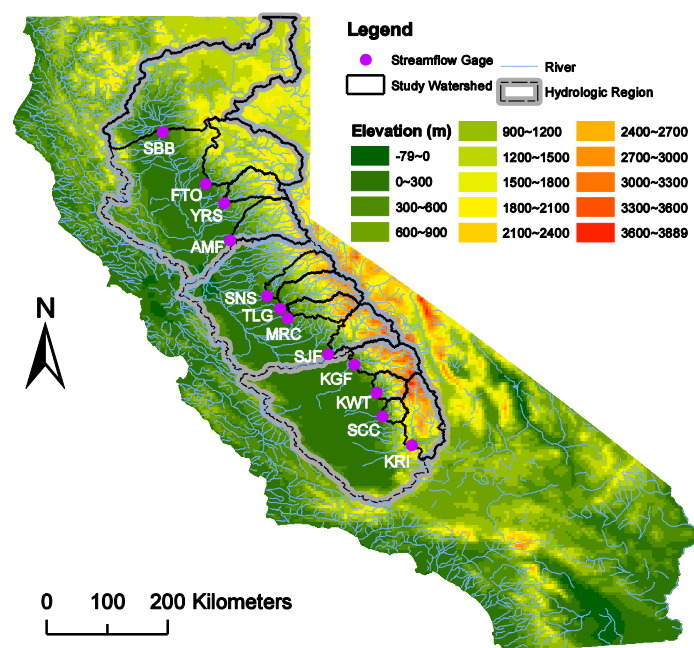 Legend
Streamflow Gage
River
Study Watershed
Hydrologic Region
Elevation (m)
-79~0
0~300
300~600
600~900
900~1200
1200~1500
1500~1800
1800~2100
2100~2400
2400~2700
2700~3000
3000~3300
3300~3600
3600~3889
SBB
FTO
YRS
AMF
SNS
TLG
MRC
SJF
KGF
KWT
SCC
KRI
N
0 100 200 Kilometers